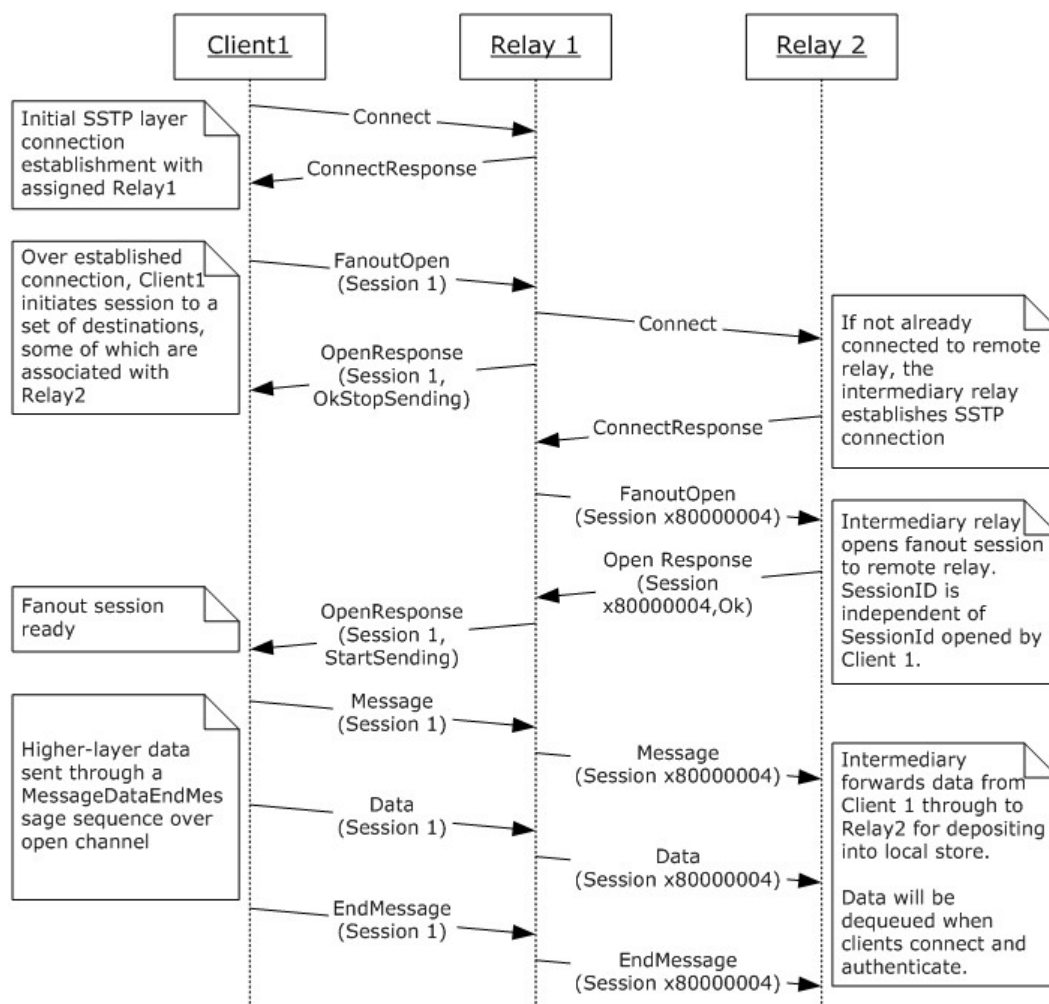 Client1
Relay 1
Relay 2
Initial SSTP layer
connection
establishment with
assigned Relay1
Connect
ConnectResponse
Over established
connection, Client1
initiates session to a
set of destinations,
some of which are
associated with
Relay2
FanoutOpen
(Session 1)
Connect
OpenResponse
(Session 1,
OkStopSending)
If not already
connected to remote
relay, the
intermediary relay
establishes SSTP
connection
ConnectResponse
FanoutOpen
(Session x80000004)
Intermediary relay
opens fanout session
to remote relay.
SessionID is
independent of
SessionId opened by
Client 1.
Open Response
(Session
x80000004,Ok)
Fanout session
ready
OpenResponse
(Session 1,
StartSending)
Higher-layer data
sent through a
MessageDataEndMes
sage sequence over
open channel
Message
(Session 1)
Message
(Session x80000004)
Intermediary
forwards data from
Client 1 through to
Relay2 for depositing
into local store.
Data will be
dequeued when
clients connect and
authenticate.
Data
(Session 1)
Data
(Session x80000004)
EndMessage
(Session 1)
EndMessage
(Session x80000004)